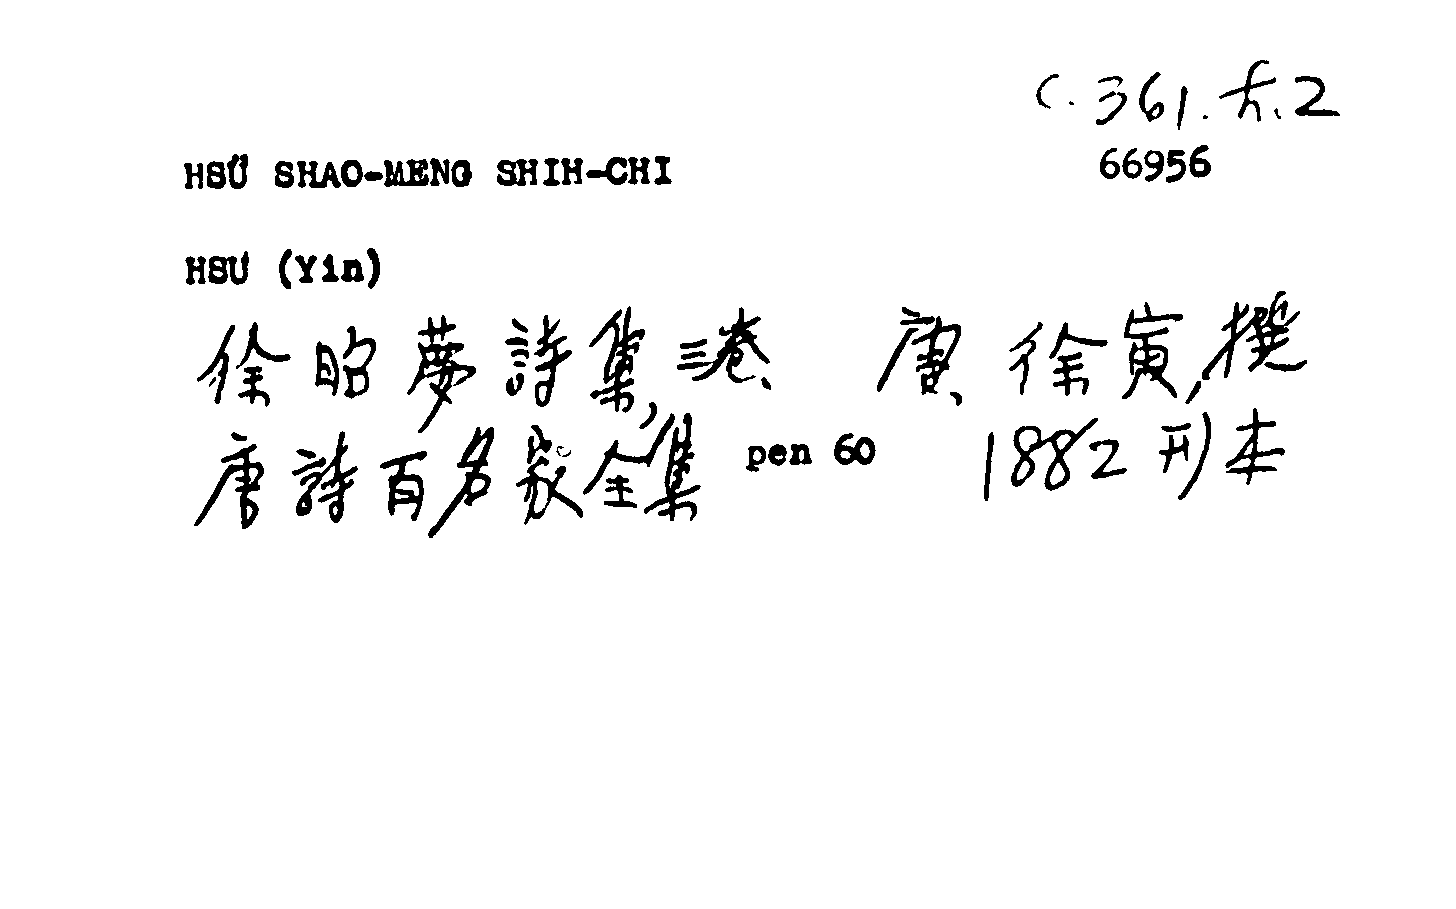 C. 361. 尤. 2
66956
HSÜ SHAO-MENG SHIH-CHI
HSU (Yin)
徐昭夢詩集, 三卷、 唐、徐寅, 撰
唐詩百名家全集 pen 60 1882 刊本